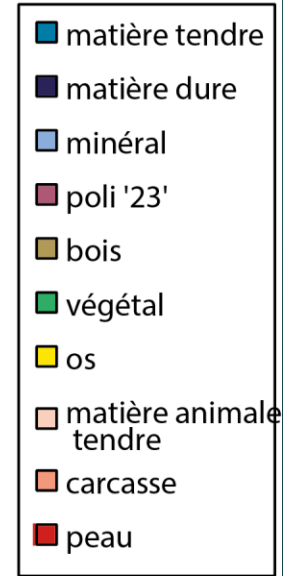 matière tendre
matière dure
minéral
poli '23'
bois
végétal
os
matière animale
tendre
carcasse
peau